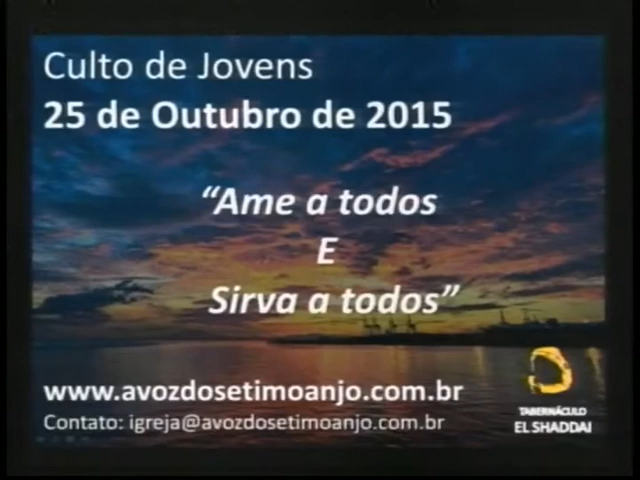 Culto de Jovens
25 de Outubro de 2015
“Ame a todos
E
Sirva a todos”
www.avozdosetimoanjo.com.br
Contato: igreja@avozdosetimoanjo.com.br
TABERNÁCULO
EL SHADDAI